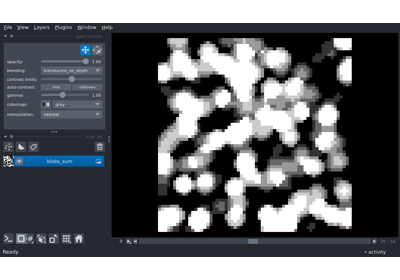 File View Layers Plugins Window Help
opacity: 1.00
blending: translucent_no_depth
contrast limits:
auto-contrast: once continuous
gamma: 1.00
colormap: gray
interpolation: nearest
blobs_sum
Ready activity